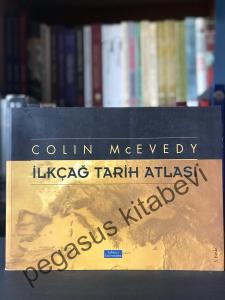 COLIN McEVEDY
İLKÇAĞ TARİH ATLASI
pegasus kitabevi